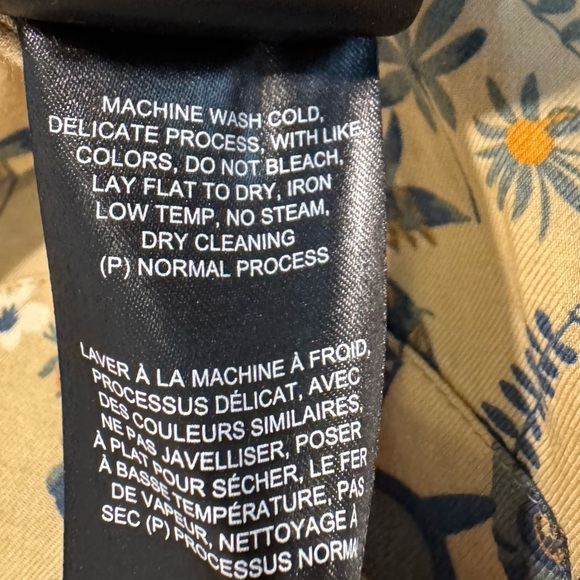 MACHINE WASH COLD,
DELICATE PROCESS, WITH LIKE
COLORS, DO NOT BLEACH,
LAY FLAT TO DRY, IRON
LOW TEMP, NO STEAM,
DRY CLEANING
(P) NORMAL PROCESS
LAVER À LA MACHINE À FROID,
PROCESSUS DÉLICAT, AVEC
DES COULEURS SIMILAIRES,
NE PAS JAVELLISER, POSER
À PLAT POUR SÉCHER, LE FER
À BASSE TEMPÉRATURE, PAS
DE VAPEUR, NETTOYAGE À
SEC (P) PROCESSUS NORMA